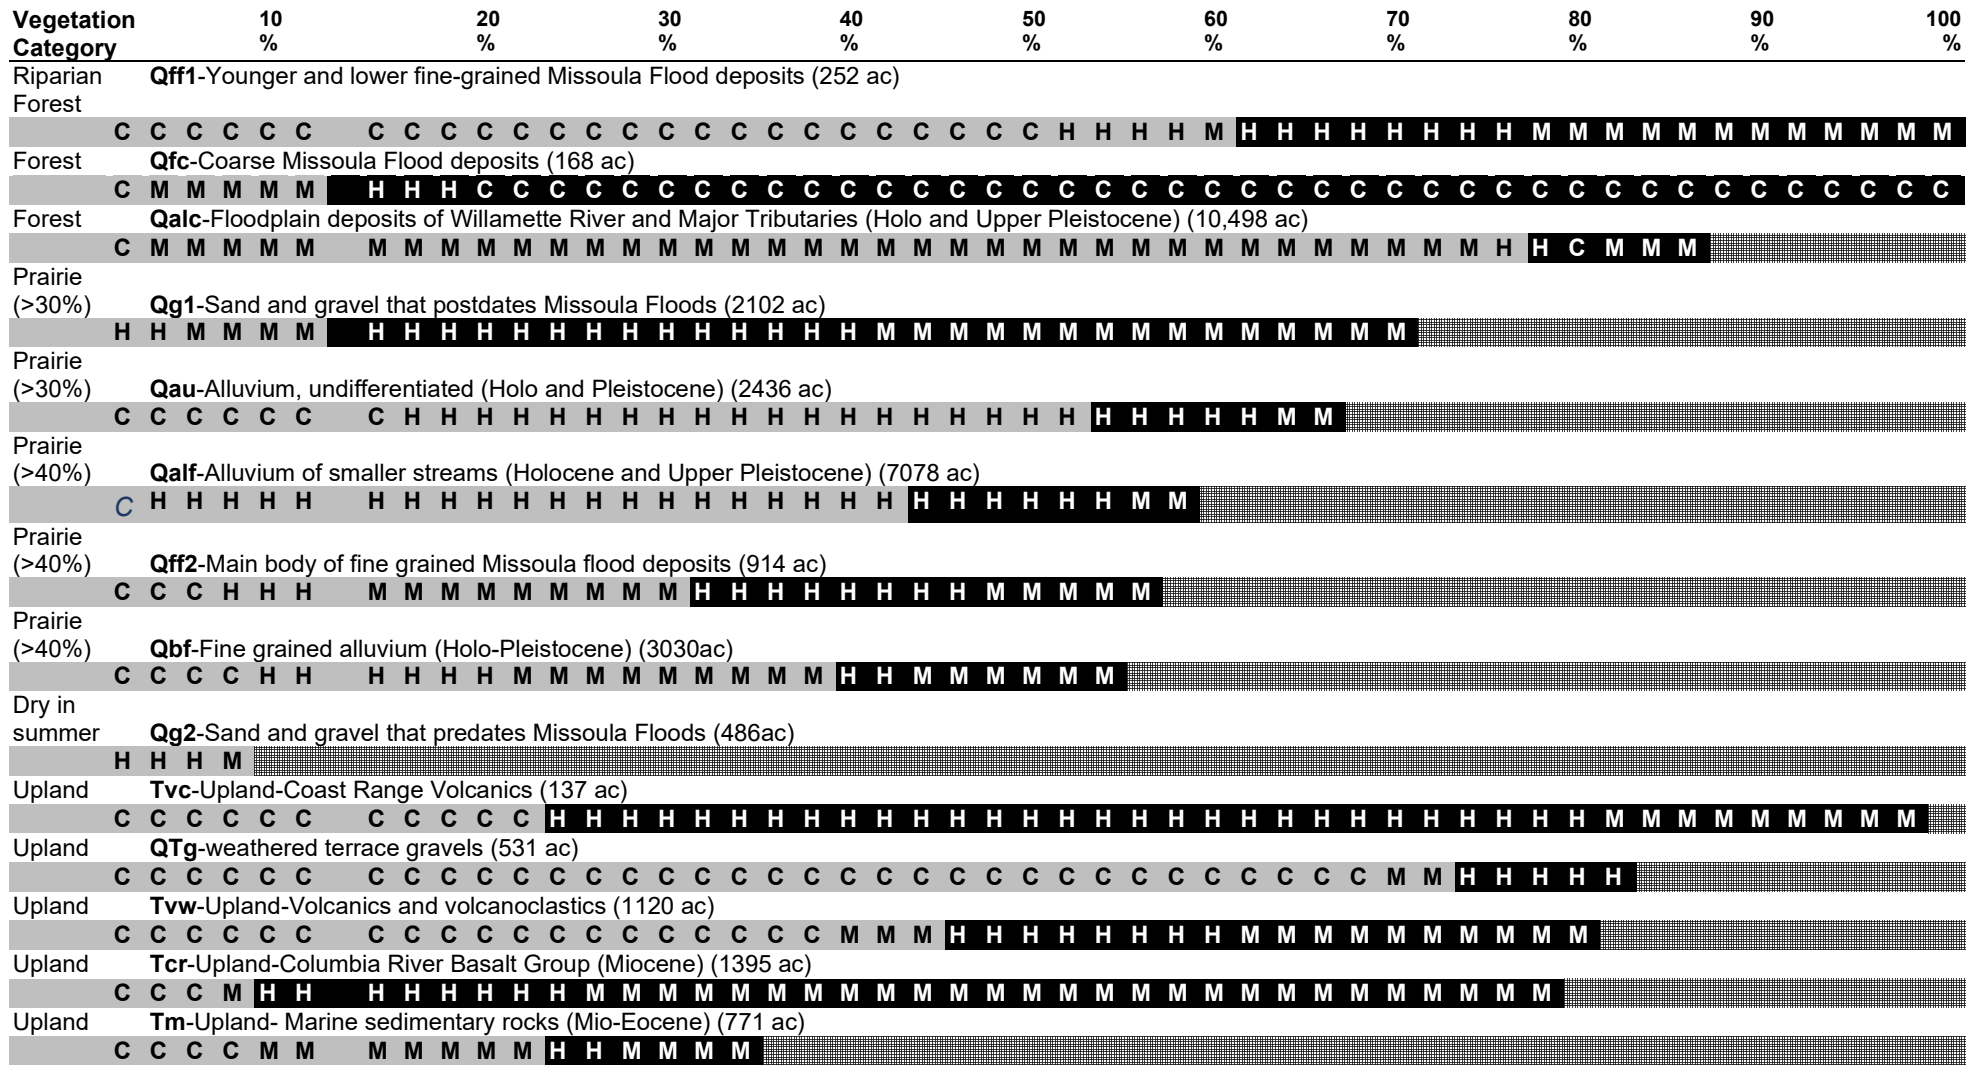 Vegetation Category 10 % 20 % 30 % 40 % 50 % 60 % 70 % 80 % 90 % 100 %
Riparian Forest Qff1-Younger and lower fine-grained Missoula Flood deposits (252 ac)
C C C C C C C C C C C C C C C C C C C C C C C C C H H H H M H H H H H H H H M M M M M M M M M M M M
Forest Qfc-Coarse Missoula Flood deposits (168 ac)
C M M M M M H H H C C C C C C C C C C C C C C C C C C C C C C C C C C C C C C C C C C C C C C C C C
Forest Qalc-Floodplain deposits of Willamette River and Major Tributaries (Holo and Upper Pleistocene) (10,498 ac)
C M M M M M M M M M M M M M M M M M M M M M M M M M M M M M M M M M M M M H H C M M M
Prairie (>30%) Qg1-Sand and gravel that postdates Missoula Floods (2102 ac)
H H M M M M H H H H H H H H H H H H H H M M M M M M M M M M M M M M M
Prairie (>30%) Qau-Alluvium, undifferentiated (Holo and Pleistocene) (2436 ac)
C C C C C C C H H H H H H H H H H H H H H H H H H H H H H H H M M
Prairie (>40%) Qalf-Alluvium of smaller streams (Holocene and Upper Pleistocene) (7078 ac)
C H H H H H H H H H H H H H H H H H H H H H H H H H H M M
Prairie (>40%) Qff2-Main body of fine grained Missoula flood deposits (914 ac)
C C C H H H M M M M M M M M M H H H H H H H H M M M M M
Prairie (>40%) Qbf-Fine grained alluvium (Holo-Pleistocene) (3030ac)
C C C C H H H H H H M M M M M M M M M H H M M M M M M
Dry in summer Qg2-Sand and gravel that predates Missoula Floods (486ac)
H H H M
Upland Tvc-Upland-Coast Range Volcanics (137 ac)
C C C C C C C C C C C H H H H H H H H H H H H H H H H H H H H H H H H H H H H H M M M M M M M M M
Upland QTg-weathered terrace gravels (531 ac)
C C C C C C C C C C C C C C C C C C C C C C C C C C C C C C C C C C M M H H H H H
Upland Tvw-Upland-Volcanics and volcanoclastics (1120 ac)
C C C C C C C C C C C C C C C C C C C M M M H H H H H H H H M M M M M M M M M M
Upland Tcr-Upland-Columbia River Basalt Group (Miocene) (1395 ac)
C C C M H H H H H H H H M M M M M M M M M M M M M M M M M M M M M M M M M M M
Upland Tm-Upland- Marine sedimentary rocks (Mio-Eocene) (771 ac)
C C C C M M M M M M M H H M M M M